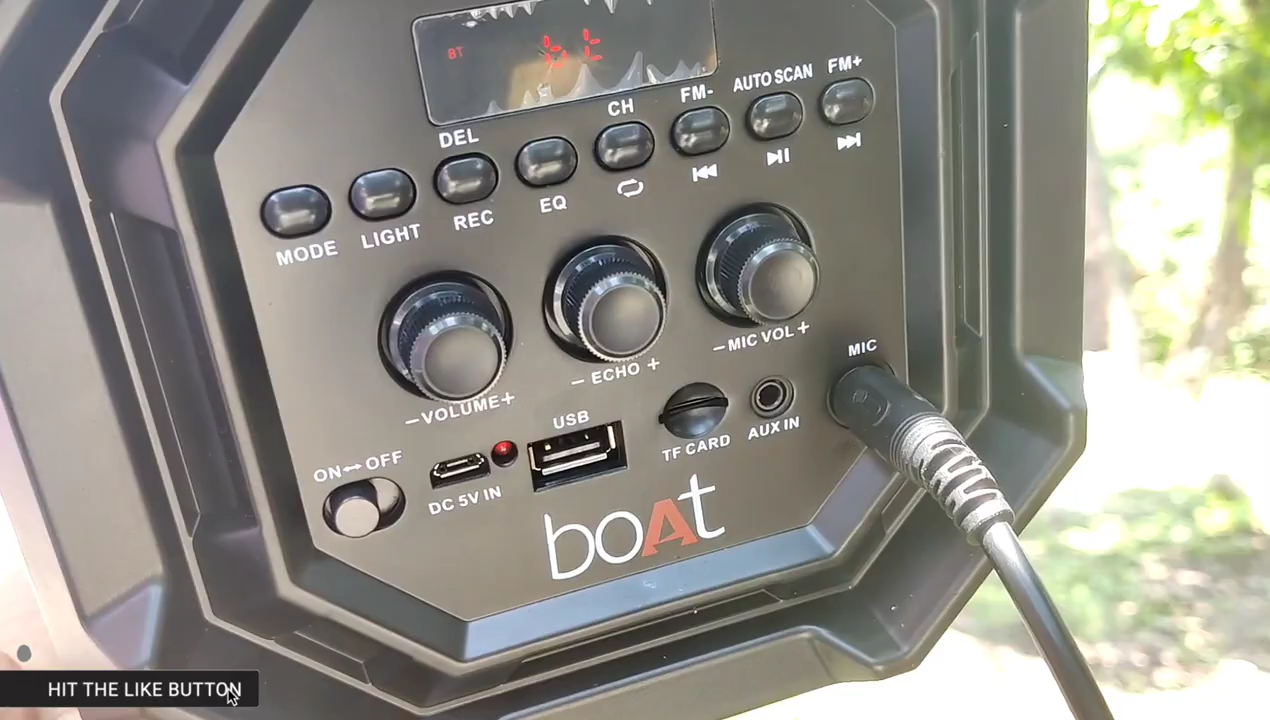 BT
bt
DEL
CH
FM-
AUTO SCAN
FM+
MODE
LIGHT
REC
EQ
-VOLUME+
- ECHO +
-MIC VOL+
MIC
ON↔OFF
DC 5V IN
USB
TF CARD
AUX IN
boAt
HIT THE LIKE BUTTON